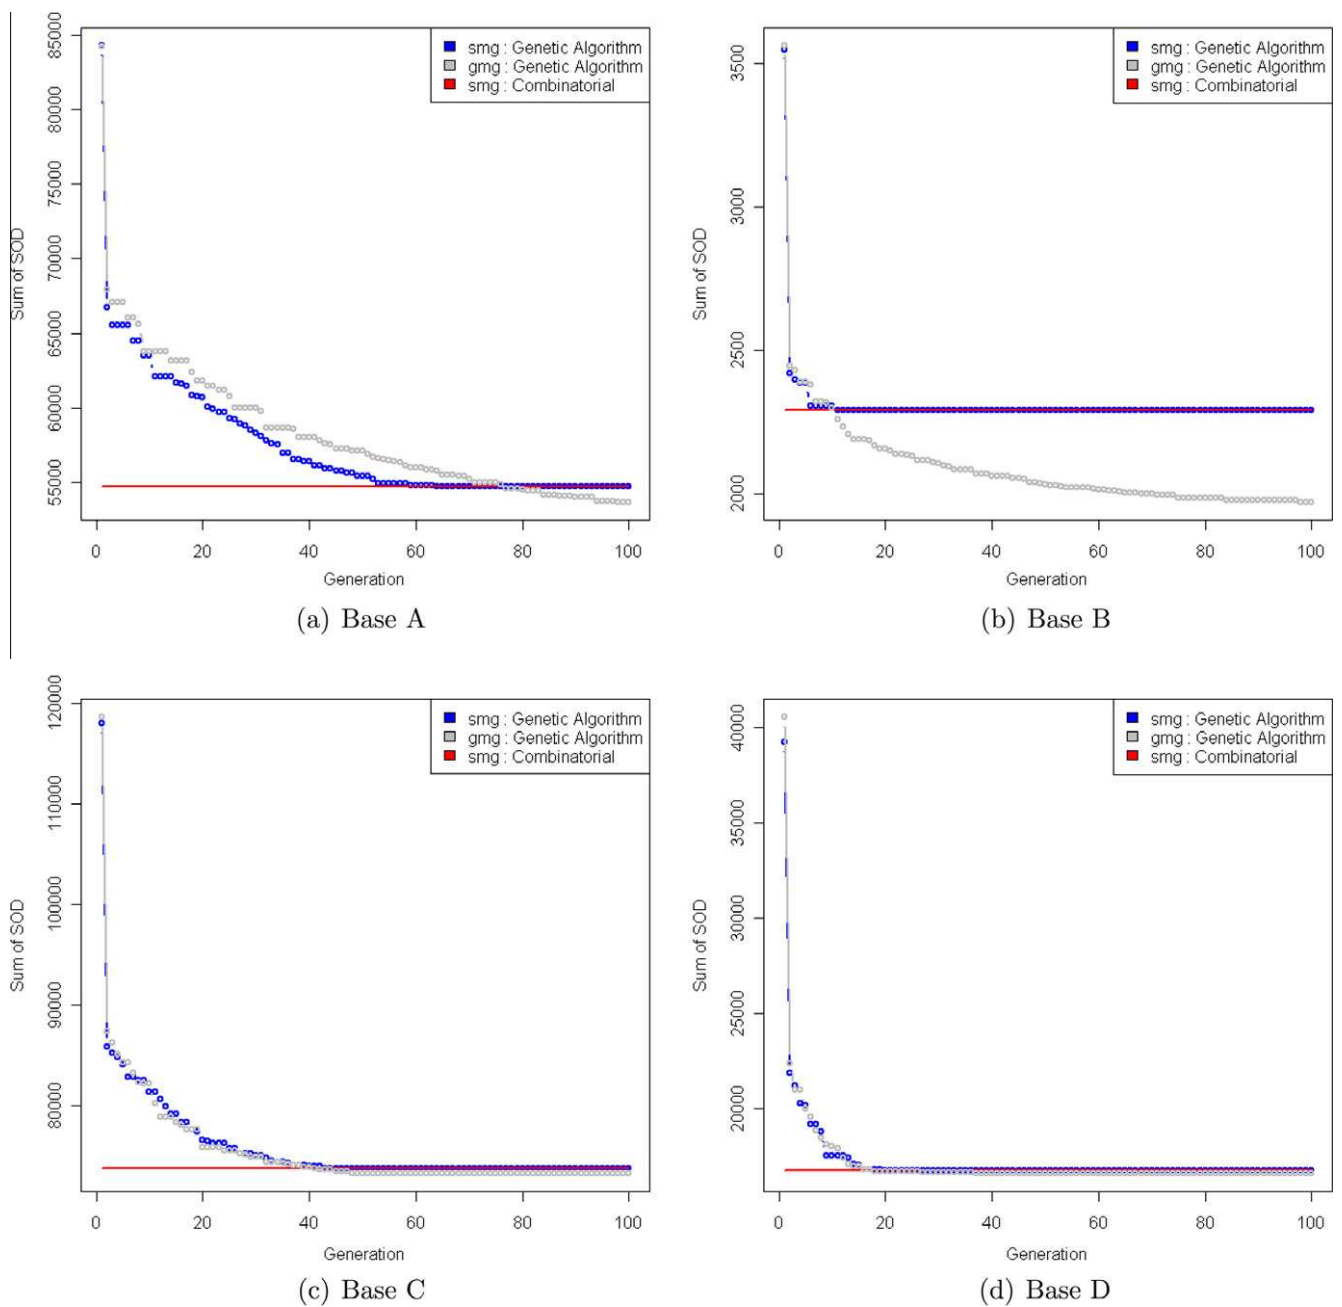 smg : Genetic Algorithm
gmg : Genetic Algorithm
smg : Combinatorial
Sum of SOD
85000
80000
75000
70000
65000
60000
55000
0 20 40 60 80 100
Generation
(a) Base A
smg : Genetic Algorithm
gmg : Genetic Algorithm
smg : Combinatorial
Sum of SOD
3500
3000
2500
2000
0 20 40 60 80 100
Generation
(b) Base B
smg : Genetic Algorithm
gmg : Genetic Algorithm
smg : Combinatorial
Sum of SOD
120000
110000
100000
90000
80000
0 20 40 60 80 100
Generation
(c) Base C
smg : Genetic Algorithm
gmg : Genetic Algorithm
smg : Combinatorial
Sum of SOD
40000
35000
30000
25000
20000
0 20 40 60 80 100
Generation
(d) Base D